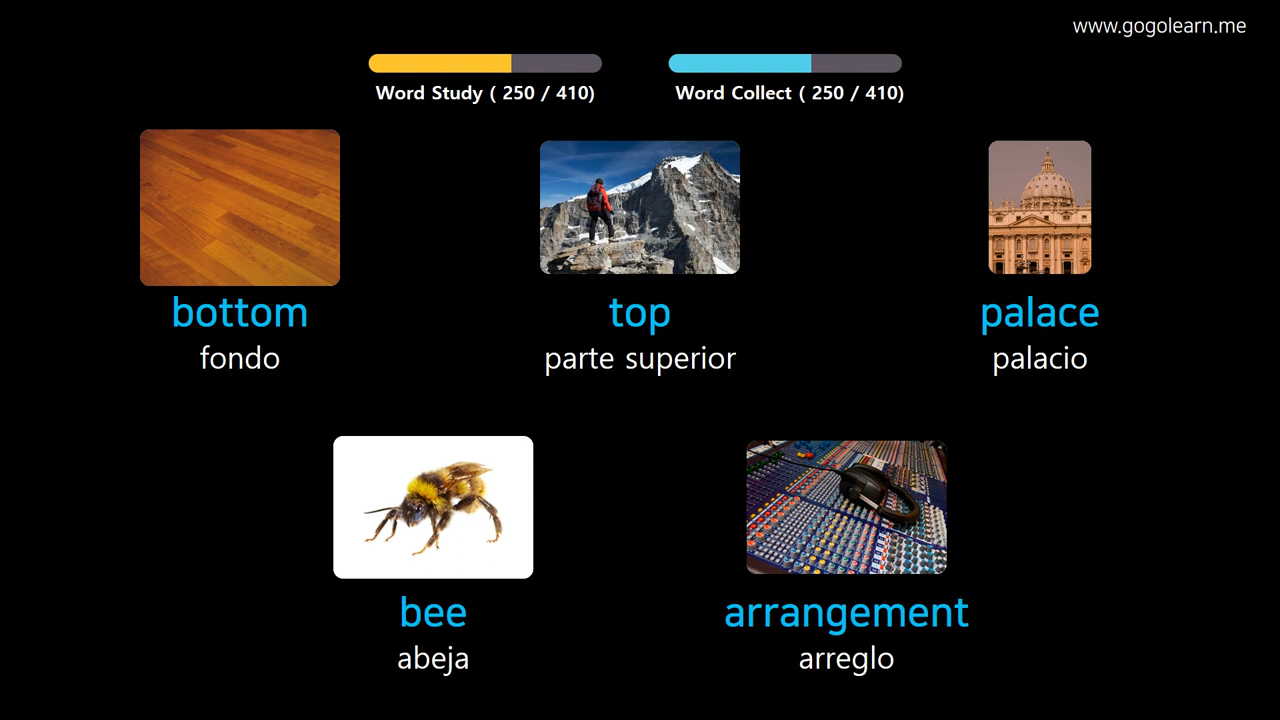 www.gogolearn.me
Word Study ( 250 / 410)
Word Collect ( 250 / 410)
bottom
fondo
top
parte superior
palace
palacio
bee
abeja
arrangement
arreglo